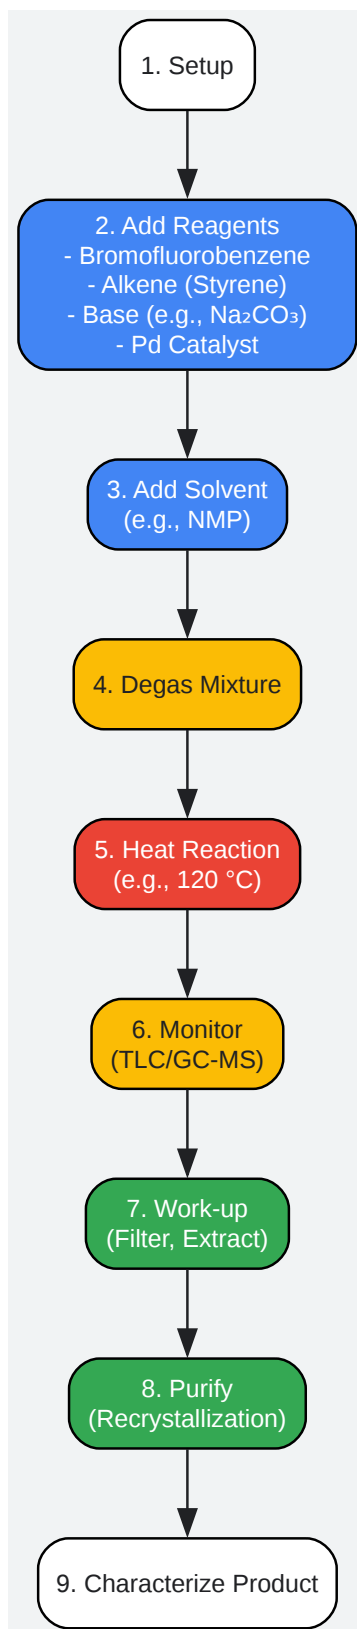 1. Setup
2. Add Reagents
- Bromofluorobenzene
- Alkene (Styrene)
- Base (e.g., Na₂CO₃)
- Pd Catalyst
3. Add Solvent
(e.g., NMP)
4. Degas Mixture
5. Heat Reaction
(e.g., 120 °C)
6. Monitor
(TLC/GC-MS)
7. Work-up
(Filter, Extract)
8. Purify
(Recrystallization)
9. Characterize Product